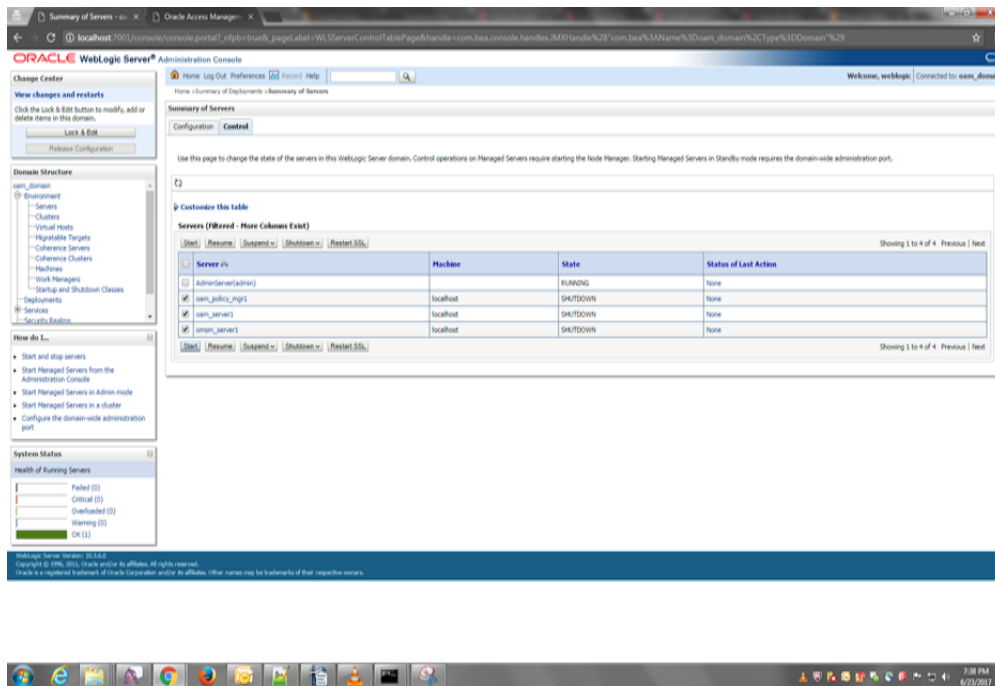 Summary of Servers - o
Oracle Access Managem
localhost:7001/console/console.portal?_nfpb=true&_pageLabel=WLSServerControlTablePage&handle=com.bea.console.handles.JMXHandle%28"com.bea%3AName%3Doam_domain%2CType%3DDomain"%29
ORACLE WebLogic Server® Administration Console
Change Center
View changes and restarts
Click the Lock & Edit button to modify, add or
delete items in this domain.
Lock & Edit
Release Configuration
Domain Structure
oam_domain
Environment
Servers
Clusters
Virtual Hosts
Migratable Targets
Coherence Servers
Coherence Clusters
Machines
Work Managers
Startup and Shutdown Classes
Deployments
Services
Security Realms
How do I...
Start and stop servers
Start Managed Servers from the
Administration Console
Start Managed Servers in Admin mode
Start Managed Servers in a cluster
Configure the domain-wide administration
port
System Status
Health of Running Servers
Failed (0)
Critical (0)
Overloaded (0)
Warning (0)
OK (1)
Home Log Out Preferences Record Help
Welcome, weblogic Connected to: oam_doma
Home >Summary of Deployments >Summary of Servers
Summary of Servers
Configuration Control
Use this page to change the state of the servers in this WebLogic Server domain. Control operations on Managed Servers require starting the Node Manager. Starting Managed Servers in Standby mode requires the domain-wide administration port.
Customize this table
Servers (Filtered - More Columns Exist)
Start Resume Suspend Shutdown Restart SSL
Showing 1 to 4 of 4 Previous | Next
Server Machine State Status of Last Action
AdminServer(admin) RUNNING None
oam_policy_mgr1 localhost SHUTDOWN None
oam_server1 localhost SHUTDOWN None
omsm_server1 localhost SHUTDOWN None
Start Resume Suspend Shutdown Restart SSL
Showing 1 to 4 of 4 Previous | Next
WebLogic Server Version: 10.3.6.0
Copyright © 1996, 2011, Oracle and/or its affiliates. All rights reserved.
Oracle is a registered trademark of Oracle Corporation and/or its affiliates. Other names may be trademarks of their respective owners.
7:38 PM
6/23/2017